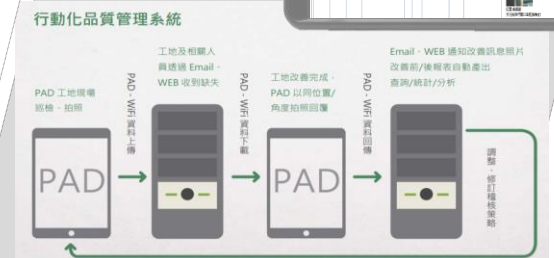 行動化品質管理系統
PAD 工地現場
巡檢、拍照
PAD
PAD、WiFi 資料上傳
工地及相關人
員透過 Email、
WEB 收到缺失
PAD、WiFi 資料下載
工地改善完成、
PAD 以同位置/
角度拍照回覆
PAD
PAD、WiFi 資料回傳
Email、WEB 通知改善訊息照片
改善前/後報表自動產出
查詢/統計/分析
調整、修訂稽核策略